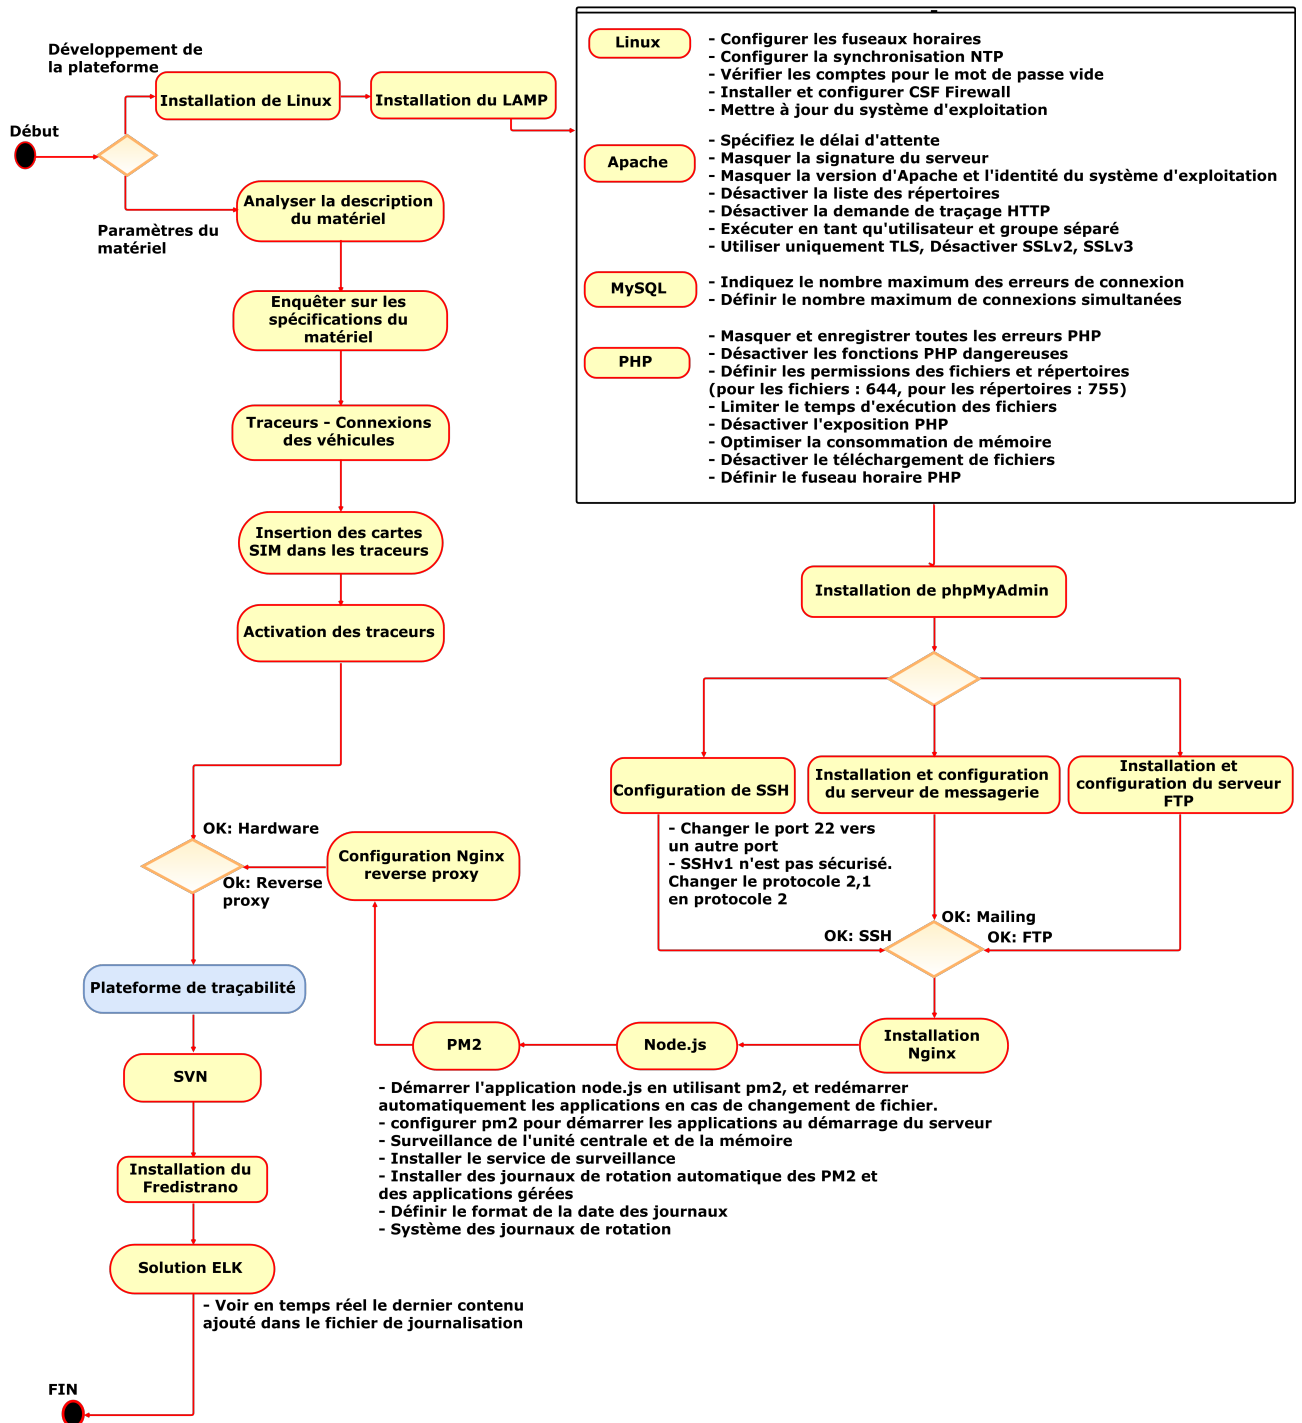 Développement de
la plateforme
Début
Installation de Linux
Installation du LAMP
Paramètres du
matériel
Analyser la description
du matériel
Enquêter sur les
spécifications du
matériel
Traceurs - Connexions
des véhicules
Insertion des cartes
SIM dans les traceurs
Activation des traceurs
Linux
- Configurer les fuseaux horaires
- Configurer la synchronisation NTP
- Vérifier les comptes pour le mot de passe vide
- Installer et configurer CSF Firewall
- Mettre à jour du système d'exploitation
Apache
- Spécifiez le délai d'attente
- Masquer la signature du serveur
- Masquer la version d'Apache et l'identité du système d'exploitation
- Désactiver la liste des répertoires
- Désactiver la demande de traçage HTTP
- Exécuter en tant qu'utilisateur et groupe séparé
- Utiliser uniquement TLS, Désactiver SSLv2, SSLv3
MySQL
- Indiquez le nombre maximum des erreurs de connexion
- Définir le nombre maximum de connexions simultanées
PHP
- Masquer et enregistrer toutes les erreurs PHP
- Désactiver les fonctions PHP dangereuses
- Définir les permissions des fichiers et répertoires
(pour les fichiers : 644, pour les répertoires : 755)
- Limiter le temps d'exécution des fichiers
- Désactiver l'exposition PHP
- Optimiser la consommation de mémoire
- Désactiver le téléchargement de fichiers
- Définir le fuseau horaire PHP
Installation de phpMyAdmin
Configuration de SSH
Installation et configuration
du serveur de messagerie
Installation et
configuration du serveur
FTP
- Changer le port 22 vers
un autre port
- SSHv1 n'est pas sécurisé.
Changer le protocole 2,1
en protocole 2
OK: Mailing
OK: SSH
OK: FTP
Installation
Nginx
Node.js
PM2
- Démarrer l'application node.js en utilisant pm2, et redémarrer
automatiquement les applications en cas de changement de fichier.
- configurer pm2 pour démarrer les applications au démarrage du serveur
- Surveillance de l'unité centrale et de la mémoire
- Installer le service de surveillance
- Installer des journaux de rotation automatique des PM2 et
des applications gérées
- Définir le format de la date des journaux
- Système des journaux de rotation
Configuration Nginx
reverse proxy
OK: Hardware
Ok: Reverse
proxy
Plateforme de traçabilité
SVN
Installation du
Fredistrano
Solution ELK
- Voir en temps réel le dernier contenu
ajouté dans le fichier de journalisation
FIN